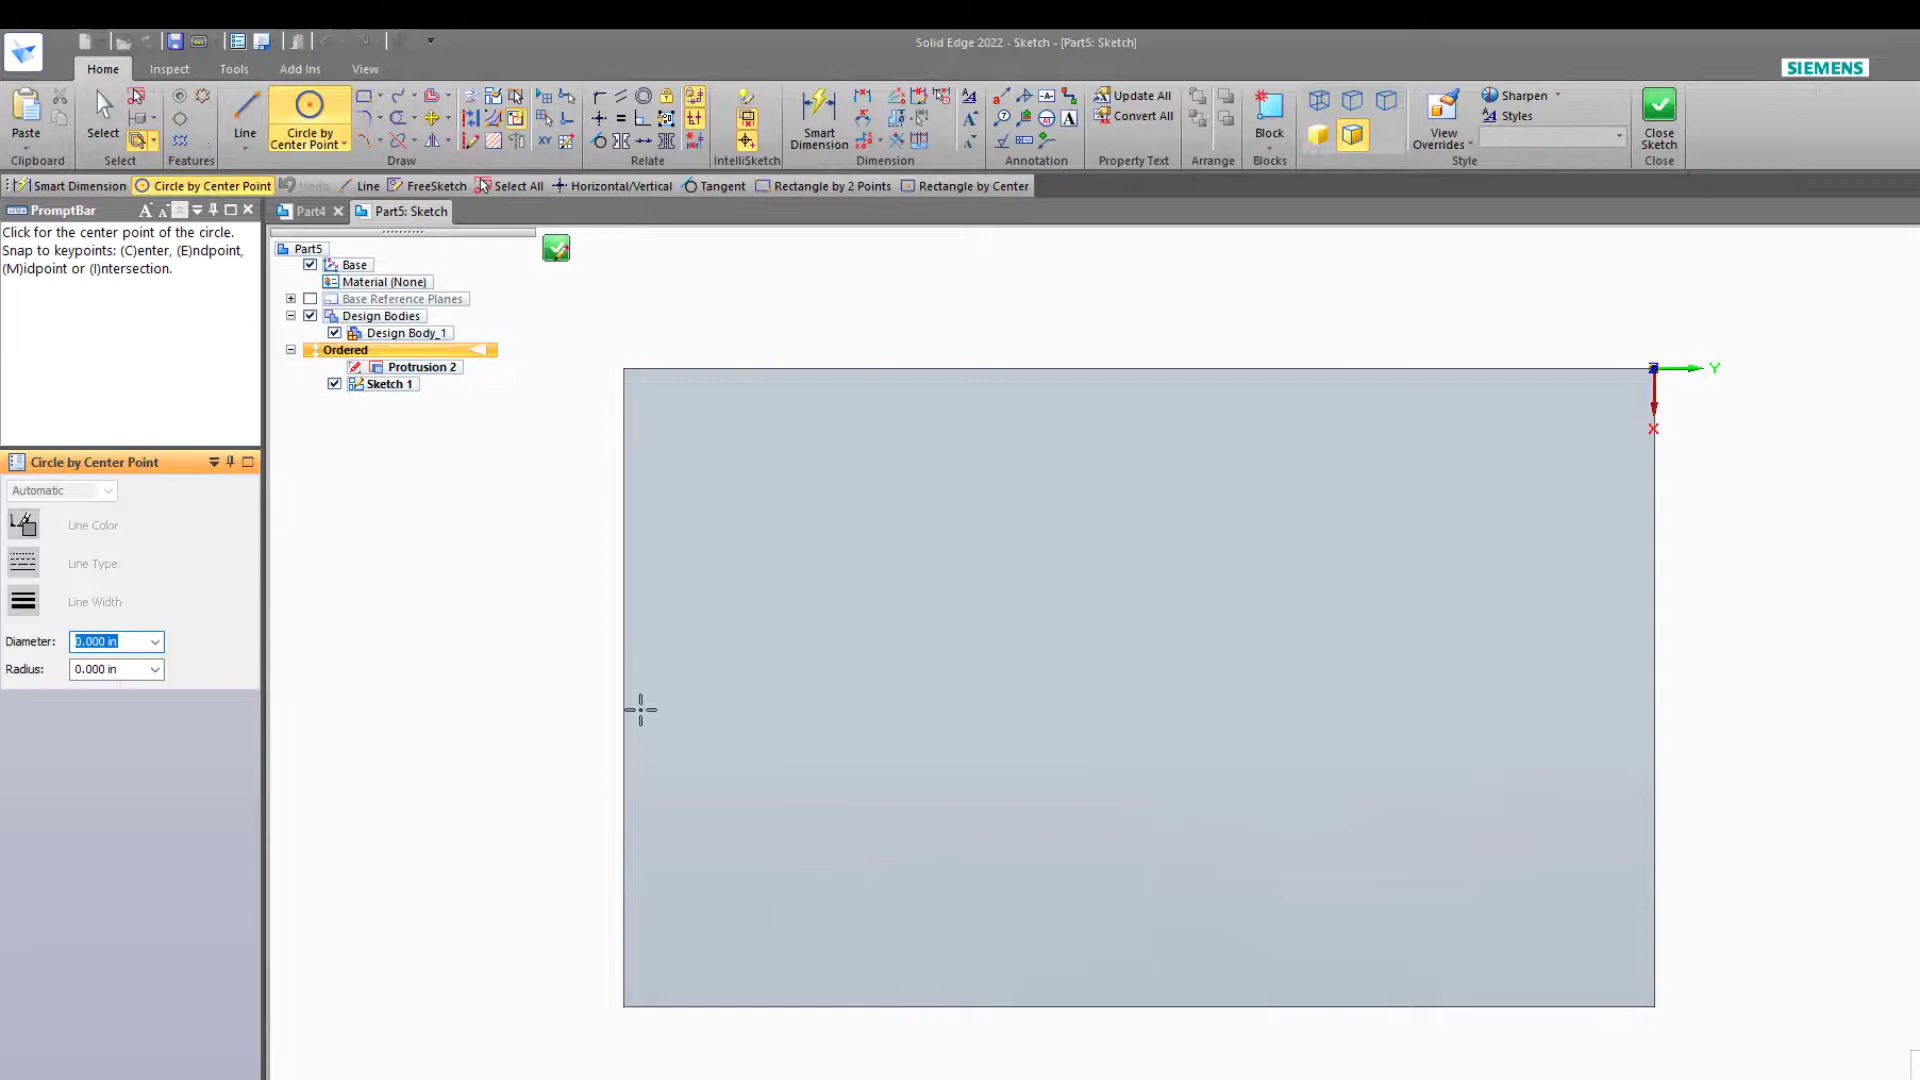 Solid Edge 2022 - Sketch - [Part5: Sketch]
Home Inspect Tools Add Ins View
SIEMENS
Paste
Select
Line
Circle by
Center Point
Smart
Dimension
Update All
Convert All
Block
View
Overrides
Sharpen
Styles
Close
Sketch
Clipboard Select Features Draw Relate IntelliSketch Dimension Annotation Property Text Arrange Blocks Style Close
Smart Dimension Circle by Center Point Undo Line FreeSketch Select All Horizontal/Vertical Tangent Rectangle by 2 Points Rectangle by Center
PromptBar
Part4 Part5: Sketch
Click for the center point of the circle.
Snap to keypoints: (C)enter, (E)ndpoint,
(M)idpoint or (I)ntersection.
Part5
Base
Material (None)
Base Reference Planes
Design Bodies
Design Body_1
Ordered
Protrusion 2
Sketch 1
Y
X
Circle by Center Point
Automatic
Line Color
Line Type
Line Width
Diameter: 0.000 in
Radius: 0.000 in